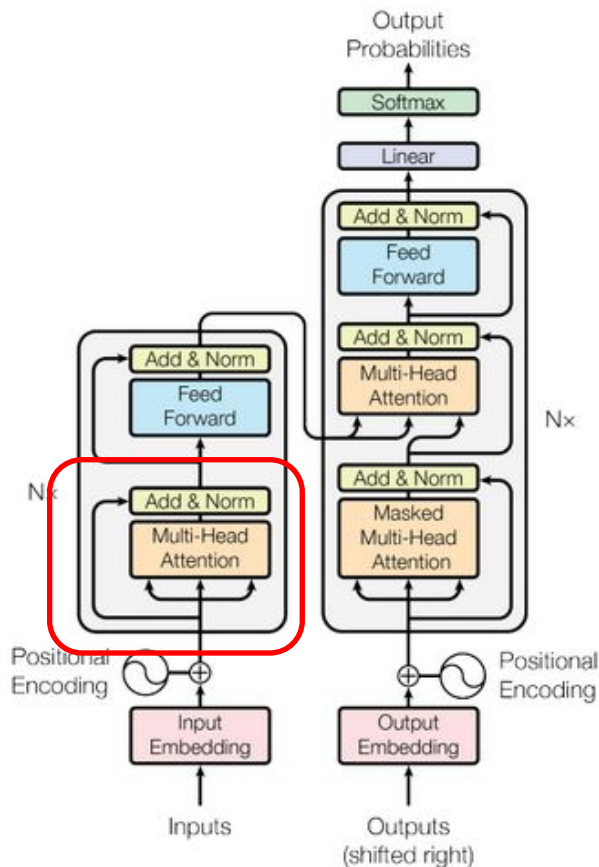 Output
Probabilities
Softmax
Linear
Add & Norm
Feed
Forward
Add & Norm
Multi-Head
Attention
Nx
Add & Norm
Masked
Multi-Head
Attention
Positional
Encoding
Output
Embedding
Outputs
(shifted right)
Add & Norm
Feed
Forward
Nx
Add & Norm
Multi-Head
Attention
Positional
Encoding
Input
Embedding
Inputs